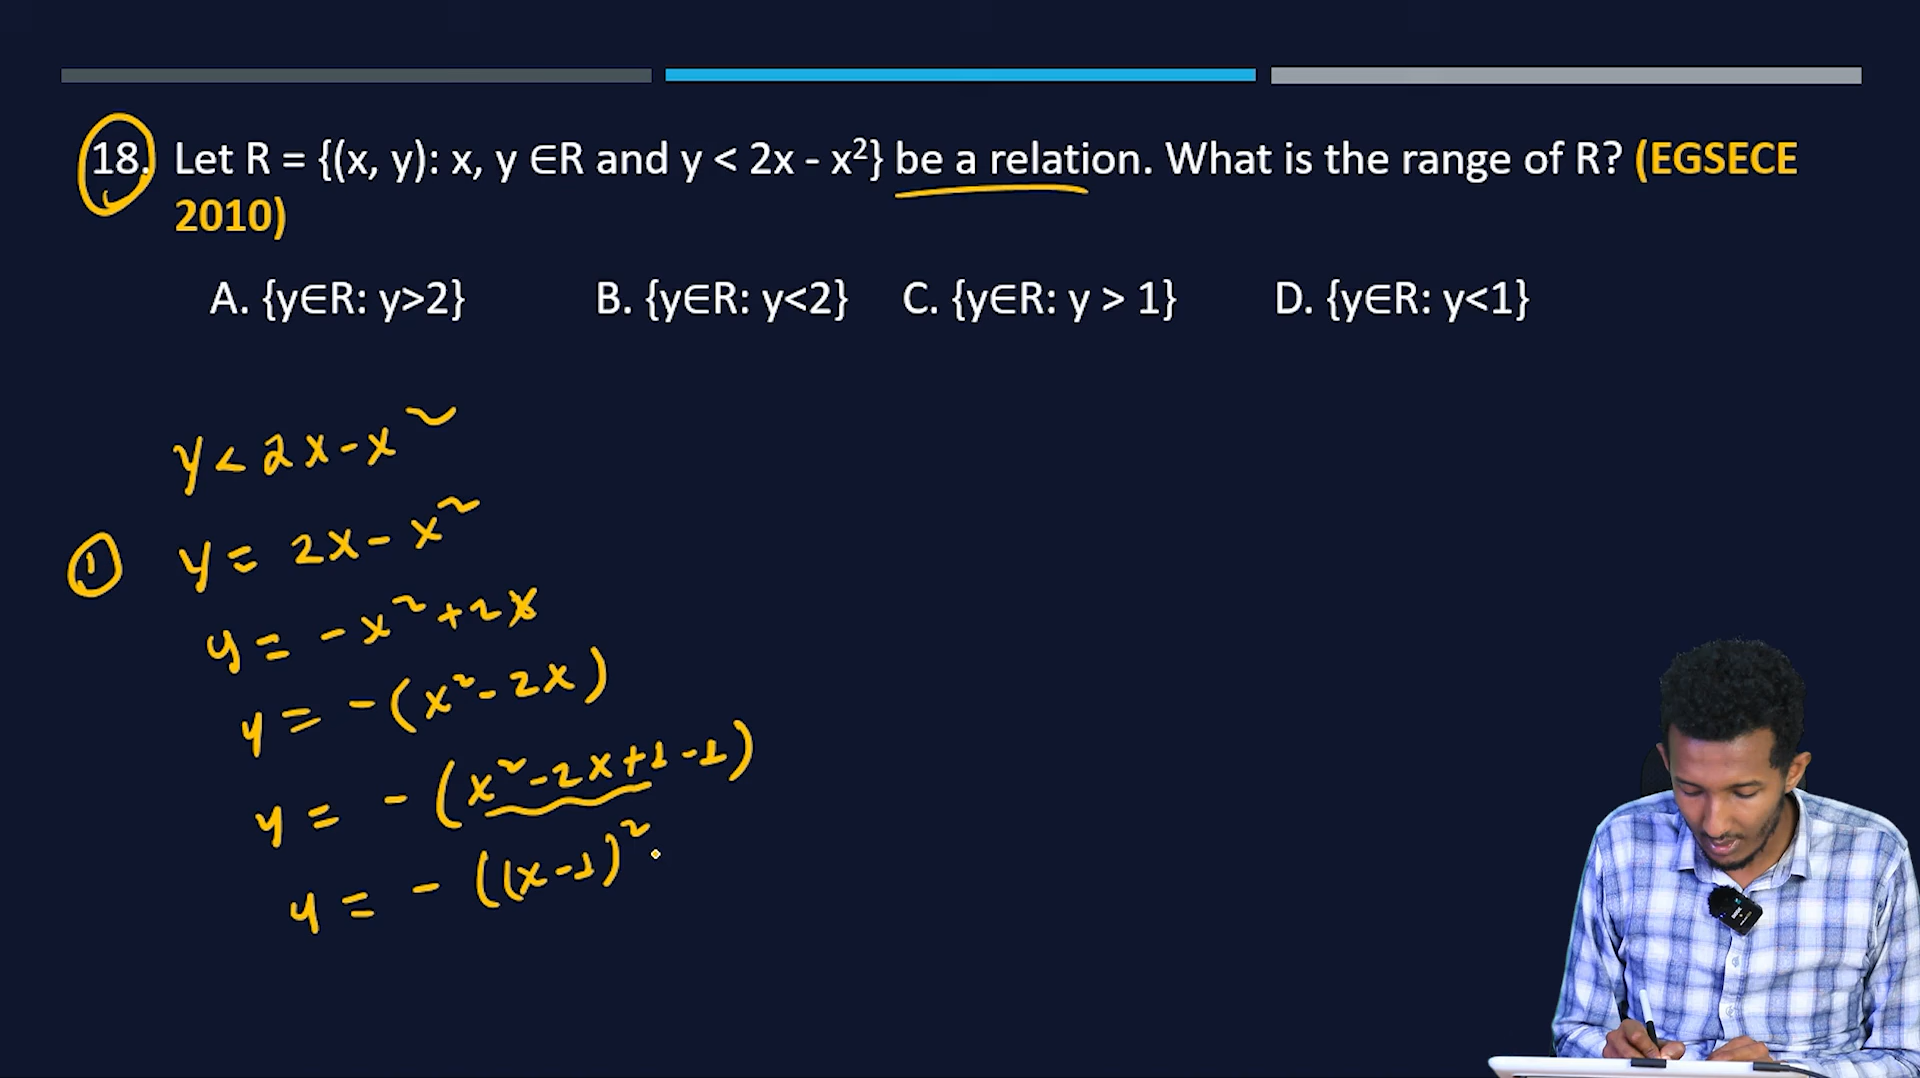 18. Let R = {(x, y): x, y ∈R and y < 2x - x²} be a relation. What is the range of R? (EGSECE
2010)
A. {y∈R: y>2} B. {y∈R: y<2} C. {y∈R: y > 1} D. {y∈R: y<1}
y < 2x - x²
① y = 2x - x²
y = -x² + 2x
y = -(x² - 2x)
y = -(x² - 2x + 1 - 1)
y = -((x - 1)²